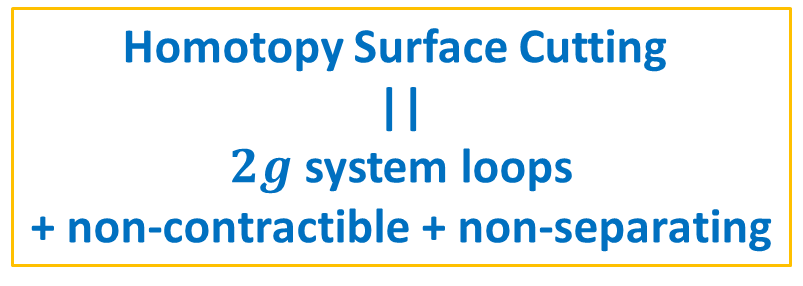 Homotopy Surface Cutting
||
2g system loops
+ non-contractible + non-separating